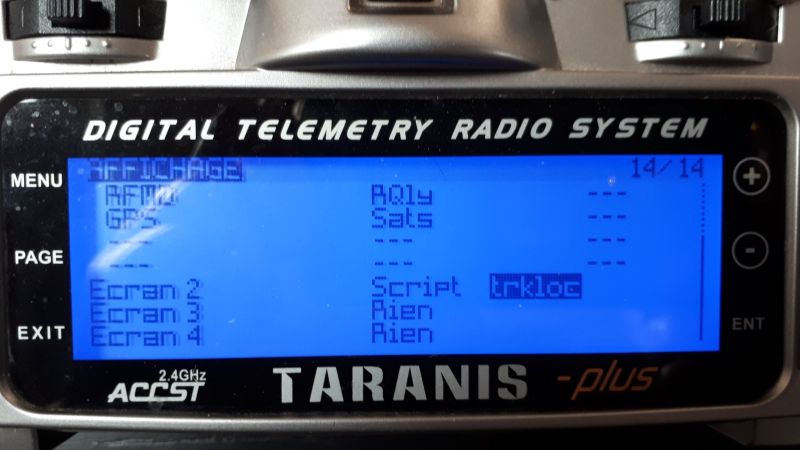 DIGITAL TELEMETRY RADIO SYSTEM
MENU
PAGE
EXIT
AFFICHAGE 14/14
RFMD RQly ---
GPS Sats ---
--- --- ---
--- --- ---
Ecran 2 Script trkloc
Ecran 3 Rien
Ecran 4 Rien
+
-
ENT
2.4GHz
ACCST
TARANIS -plus